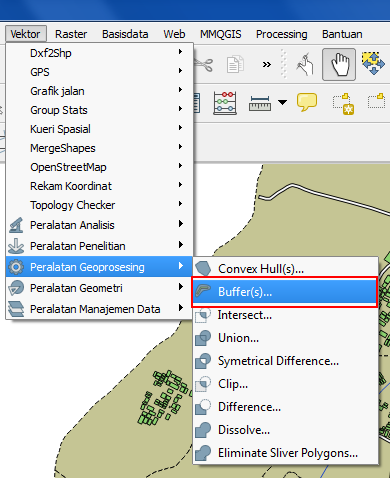 Vektor Raster Basisdata Web MMQGIS Processing Bantuan
Dxf2Shp
GPS
Grafik jalan
Group Stats
Kueri Spasial
MergeShapes
OpenStreetMap
Rekam Koordinat
Topology Checker
Peralatan Analisis
Peralatan Penelitian
Peralatan Geoprosesing
Peralatan Geometri
Peralatan Manajemen Data
Convex Hull(s)...
Buffer(s)...
Intersect...
Union...
Symetrical Difference...
Clip...
Difference...
Dissolve...
Eliminate Sliver Polygons...